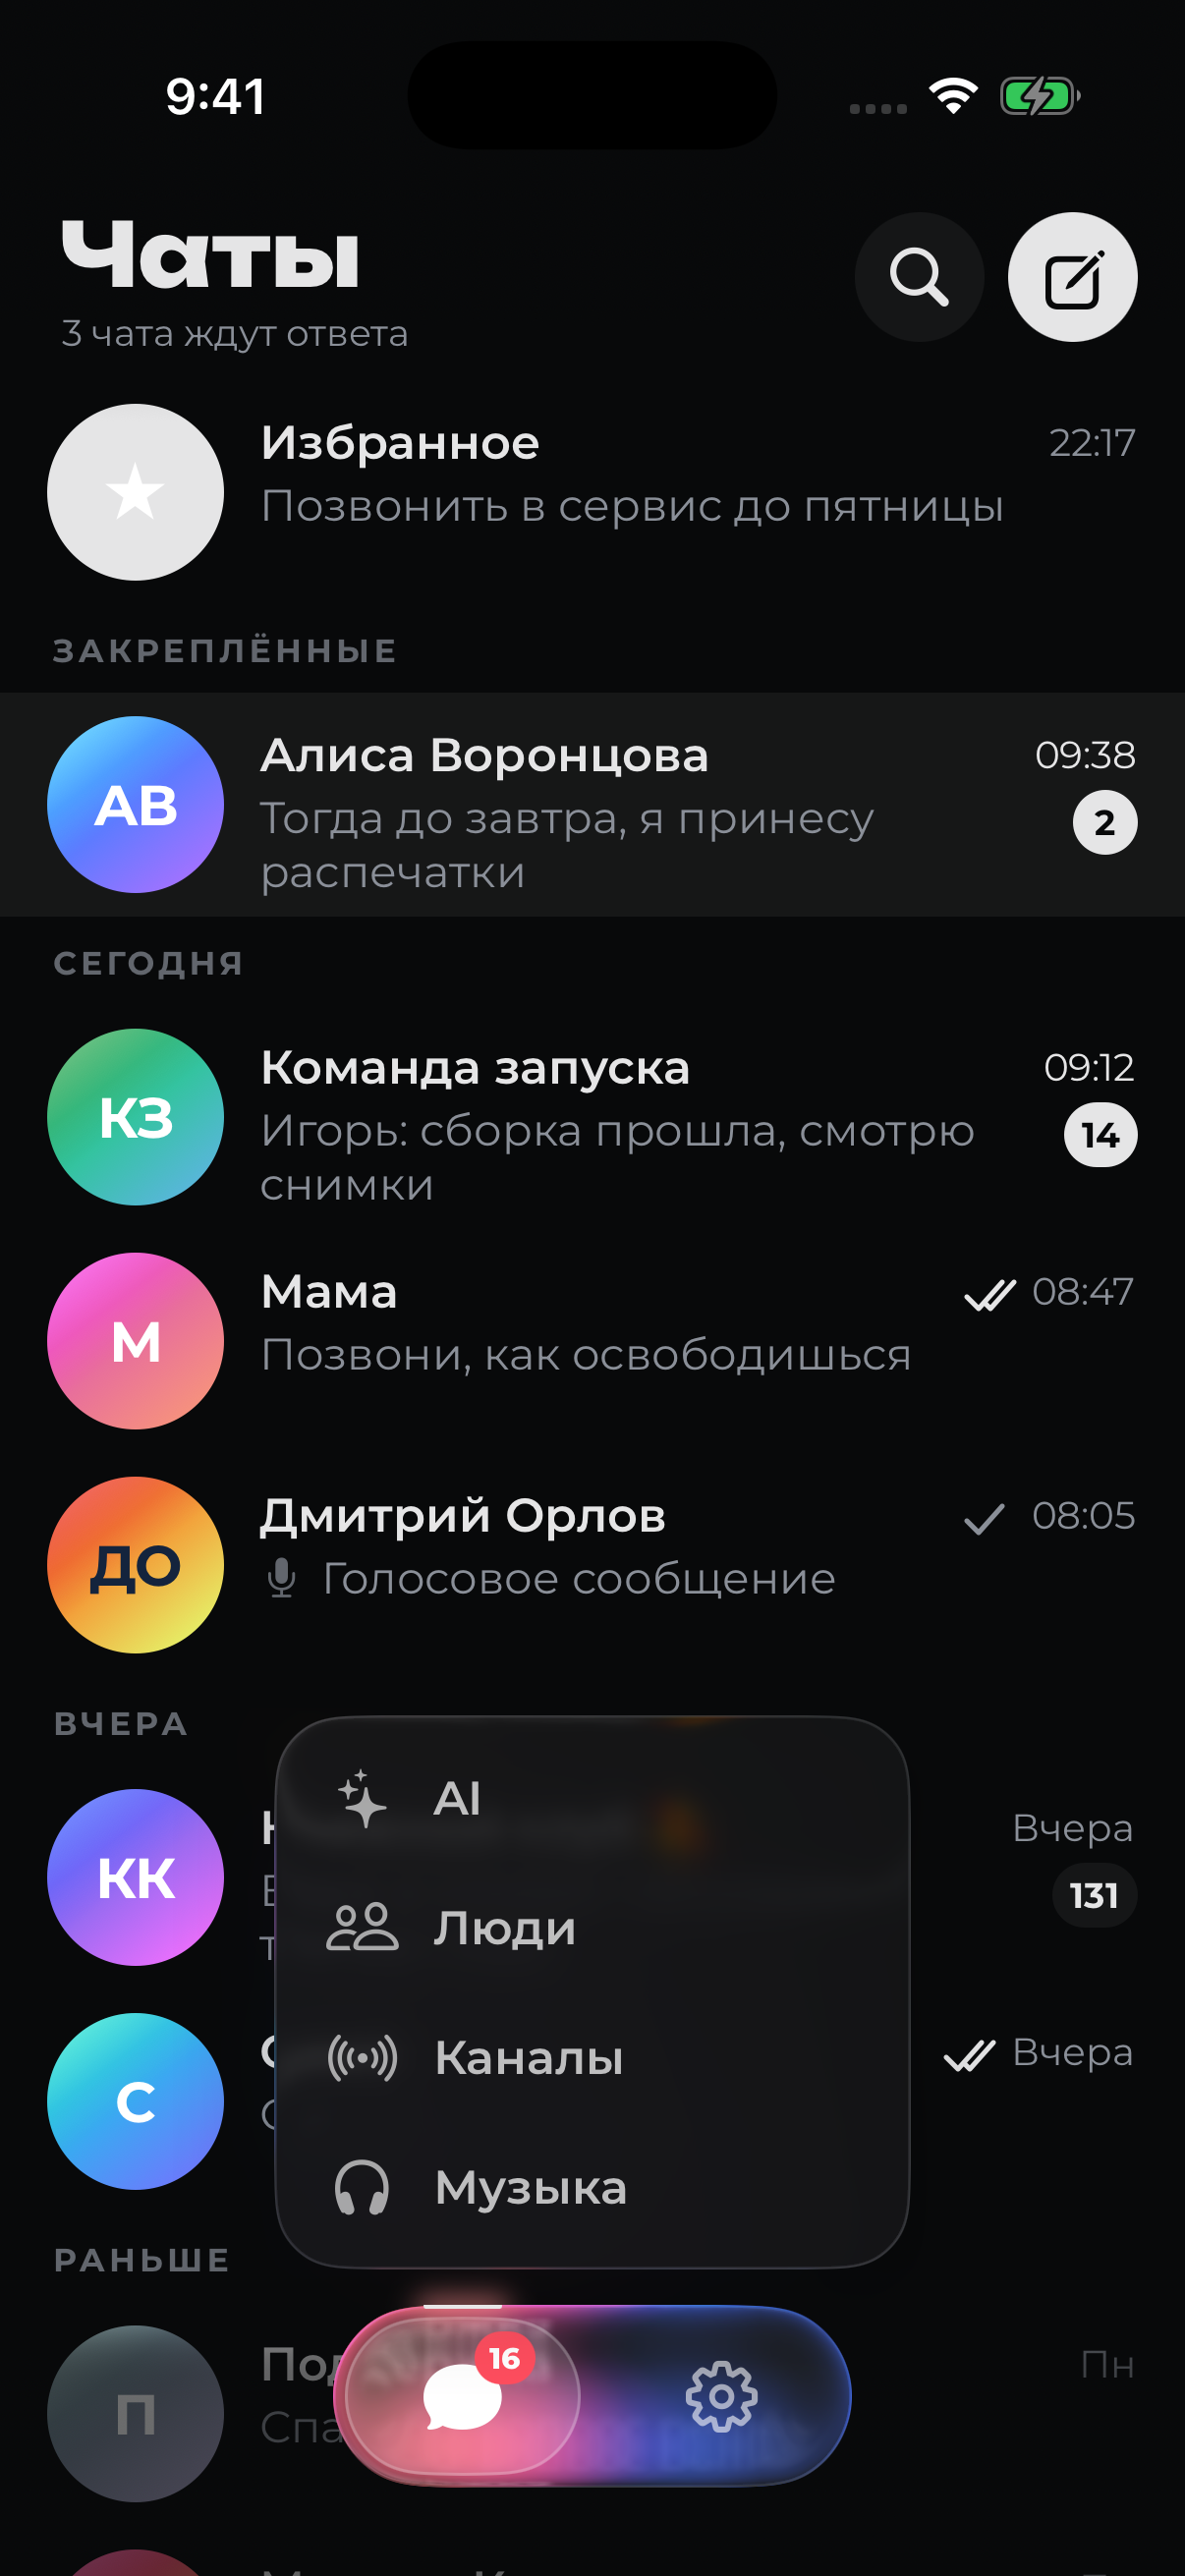 9:41
Чаты
3 чата ждут ответа
Избранное
22:17
Позвонить в сервис до пятницы
ЗАКРЕПЛЁННЫЕ
АВ
Алиса Воронцова
09:38
Тогда до завтра, я принесу
2
распечатки
СЕГОДНЯ
КЗ
Команда запуска
09:12
Игорь: сборка прошла, смотрю
14
снимки
М
Мама
08:47
Позвони, как освободишься
ДО
Дмитрий Орлов
08:05
Голосовое сообщение
ВЧЕРА
AI
КК
Вчера
131
Люди
С
Вчера
Каналы
Музыка
РАНЬШЕ
П
Пн
16